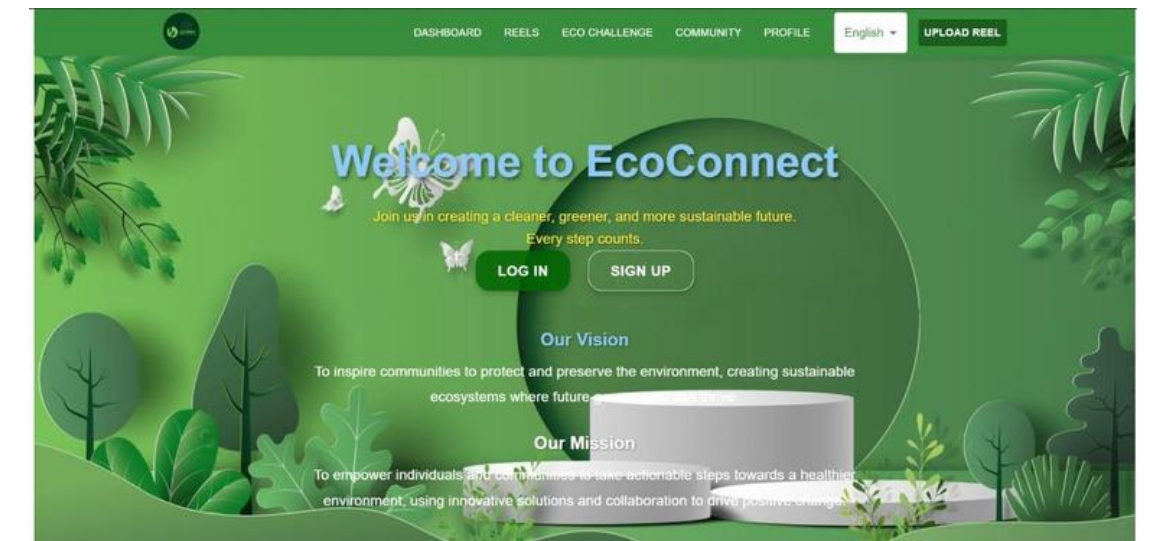 DASHBOARD REELS ECO CHALLENGE COMMUNITY PROFILE English UPLOAD REEL
Welcome to EcoConnect
Join us in creating a cleaner, greener, and more sustainable future.
Every step counts.
LOG IN SIGN UP
Our Vision
To inspire communities to protect and preserve the environment, creating sustainable
ecosystems where future
Our Mission
To empower individuals and communities to take actionable steps towards a healthier
environment, using innovative solutions and collaboration to drive positive change.